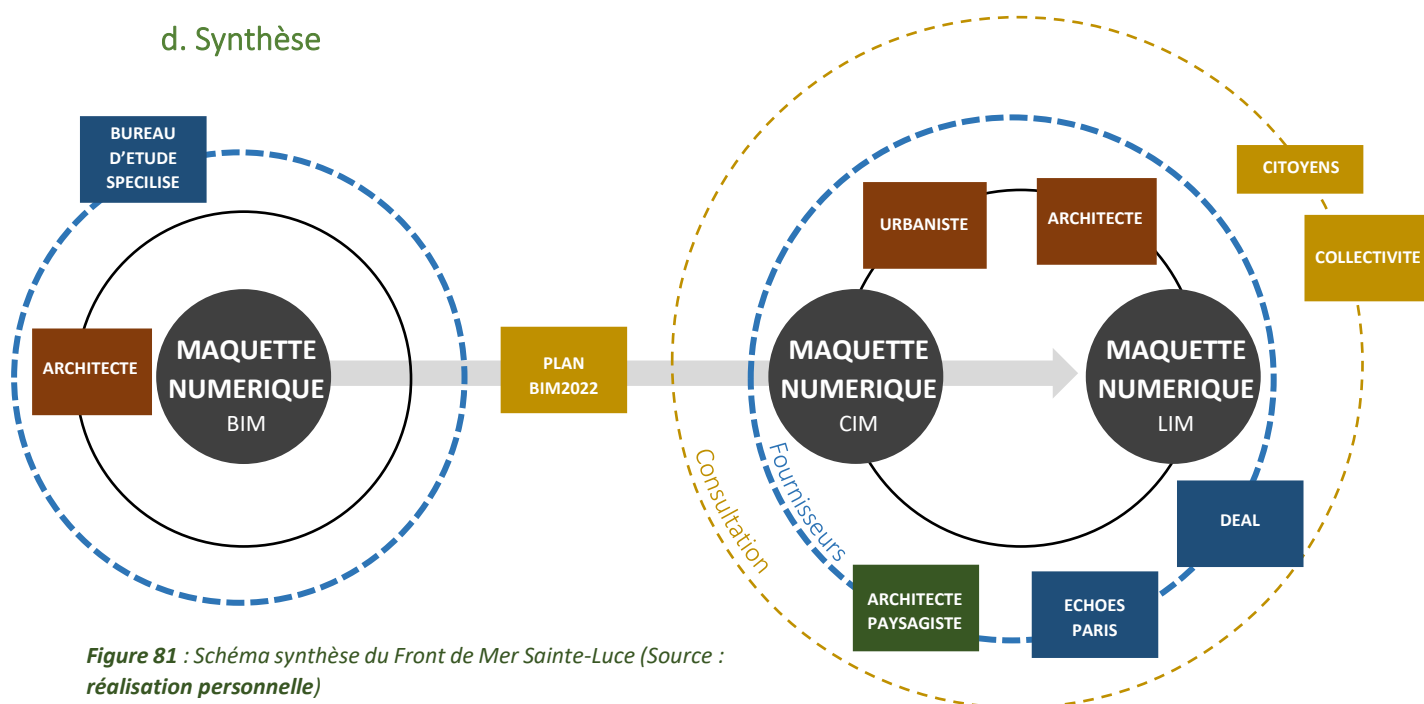 d. Synthèse
BUREAU
D'ETUDE
SPECILISE
ARCHITECTE
MAQUETTE
NUMERIQUE
BIM
PLAN
BIM2022
Consultation
Fournisseurs
URBANISTE
ARCHITECTE
CITOYENS
COLLECTIVITE
MAQUETTE
NUMERIQUE
CIM
MAQUETTE
NUMERIQUE
LIM
DEAL
ARCHITECTE
PAYSAGISTE
ECHOES
PARIS
Figure 81 : Schéma synthèse du Front de Mer Sainte-Luce (Source :
réalisation personnelle)